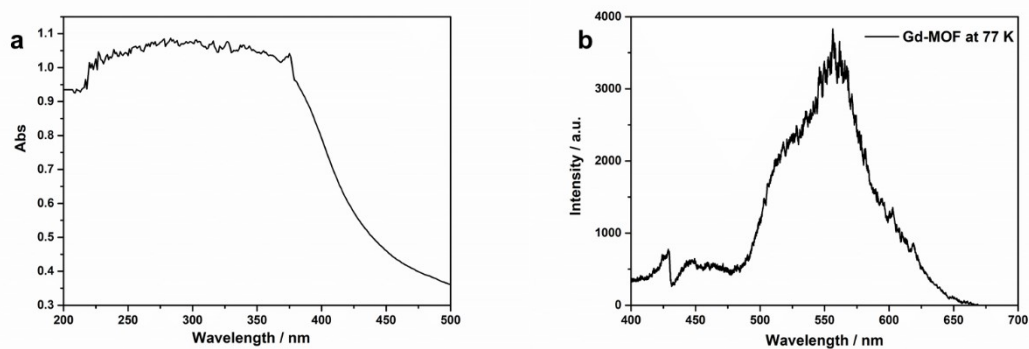 a
1.1
1.0
0.9
0.8
0.7
0.6
0.5
0.4
0.3
Abs
200 250 300 350 400 450 500
Wavelength / nm
b
4000
3000
2000
1000
0
Intensity / a.u.
Gd-MOF at 77 K
400 450 500 550 600 650 700
Wavelength / nm